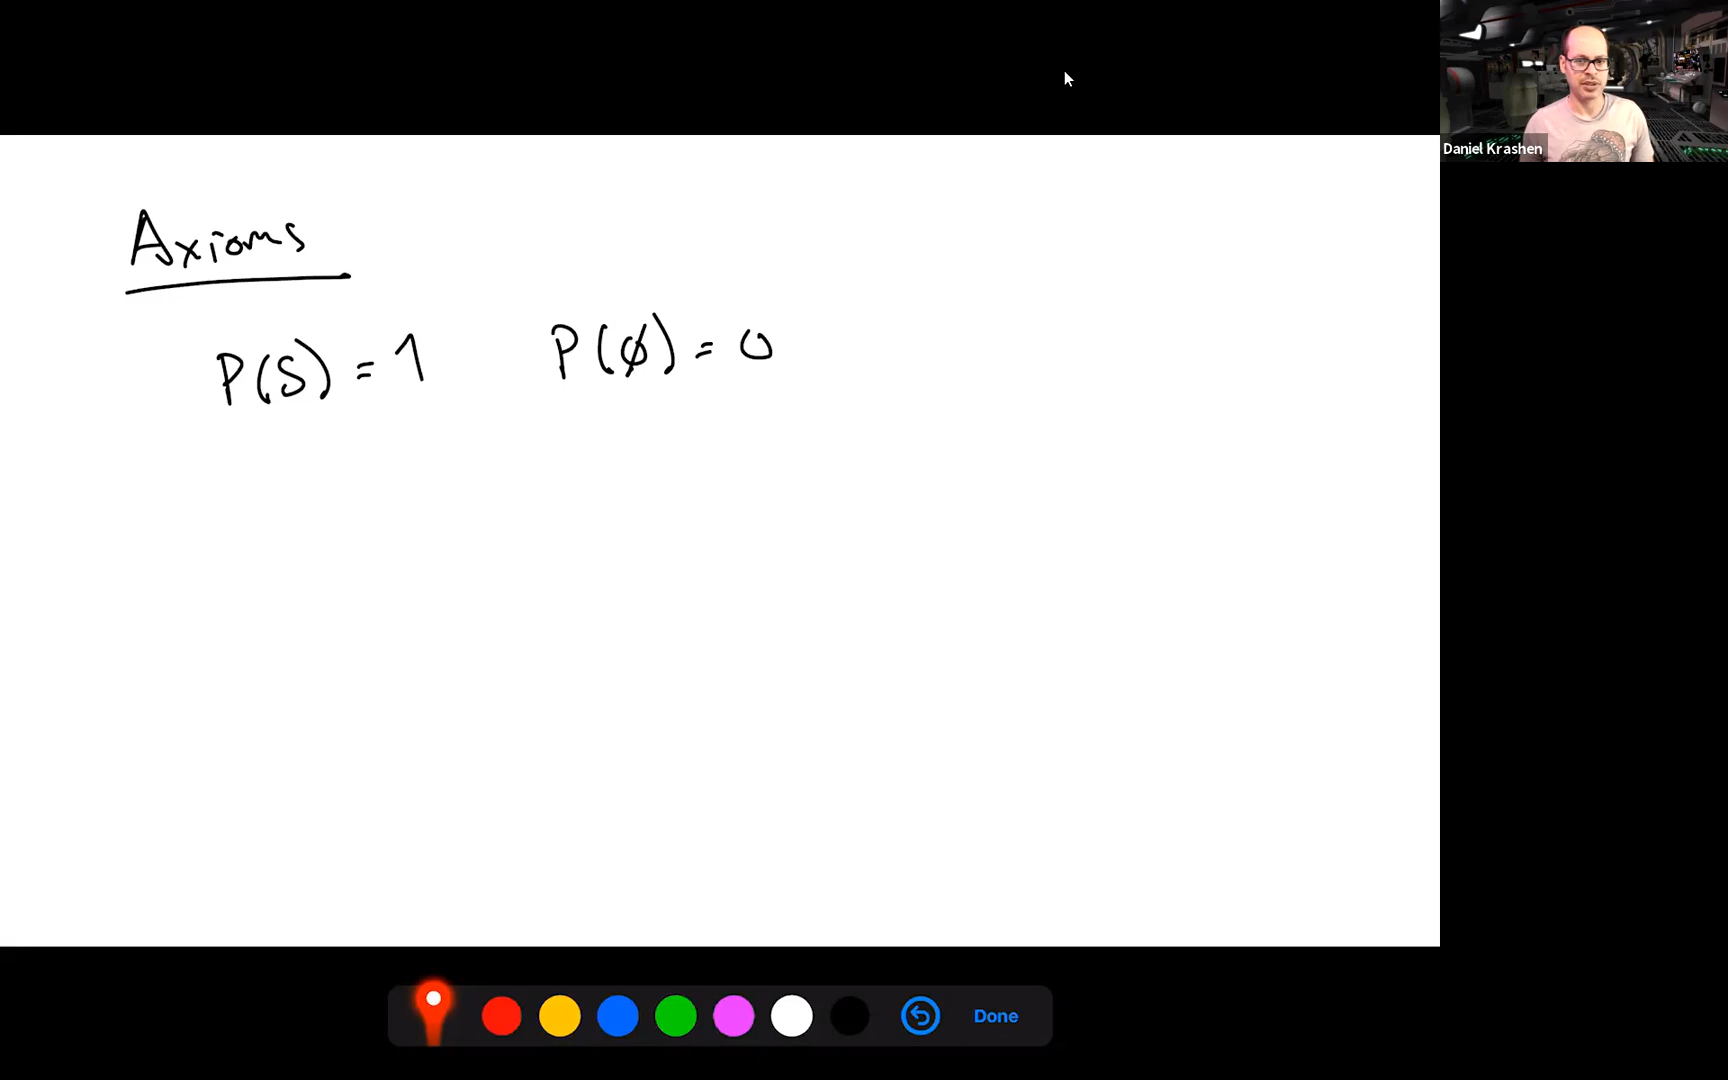 Daniel Krashen
Axioms
P(S) = 1 P(∅) = 0
Done